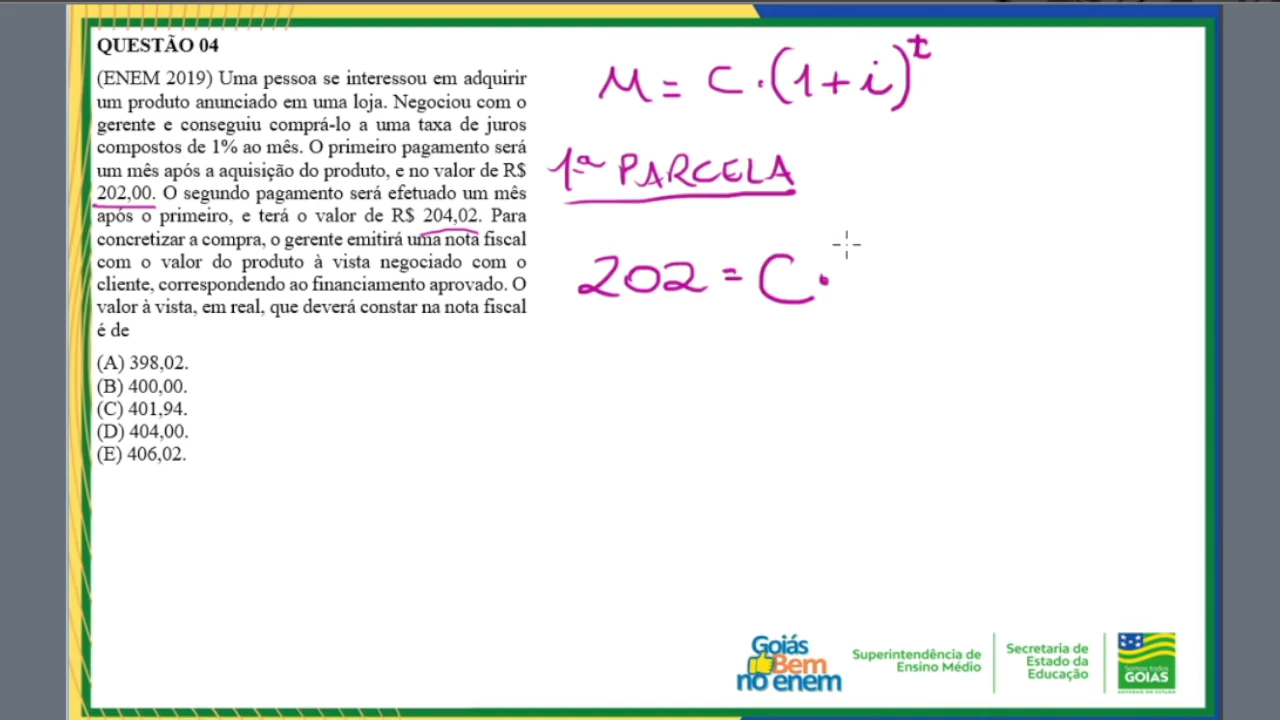 QUESTÃO 04
(ENEM 2019) Uma pessoa se interessou em adquirir
um produto anunciado em uma loja. Negociou com o
gerente e conseguiu comprá-lo a uma taxa de juros
compostos de 1% ao mês. O primeiro pagamento será
um mês após a aquisição do produto, e no valor de R$
202,00. O segundo pagamento será efetuado um mês
após o primeiro, e terá o valor de R$ 204,02. Para
concretizar a compra, o gerente emitirá uma nota fiscal
com o valor do produto à vista negociado com o
cliente, correspondendo ao financiamento aprovado. O
valor à vista, em real, que deverá constar na nota fiscal
é de
(A) 398,02.
(B) 400,00.
(C) 401,94.
(D) 404,00.
(E) 406,02.
M = C . (1 + i)^t
1ª PARCELA
202 = C .
Goiás
Bem
no enem
Superintendência de
Ensino Médio
Secretaria de
Estado da
Educação
Somos todos
GOIÁS
GOVERNO DO ESTADO